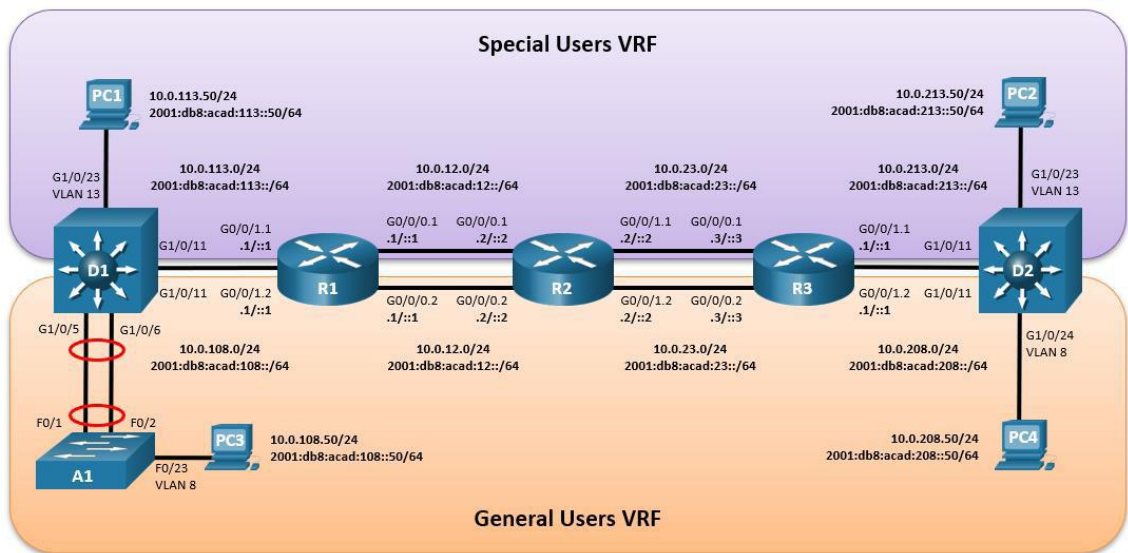 Special Users VRF
PC1
10.0.113.50/24
2001:db8:acad:113::50/64
PC2
10.0.213.50/24
2001:db8:acad:213::50/64
G1/0/23
VLAN 13
10.0.113.0/24
2001:db8:acad:113::/64
10.0.12.0/24
2001:db8:acad:12::/64
10.0.23.0/24
2001:db8:acad:23::/64
10.0.213.0/24
2001:db8:acad:213::/64
G1/0/23
VLAN 13
D1
G1/0/11
G0/0/1.1
.1/::1
R1
G0/0/0.1
.1/::1
G0/0/0.1
.2/::2
R2
G0/0/1.1
.2/::2
G0/0/0.1
.3/::3
R3
G0/0/1.1
.1/::1
G1/0/11
D2
G1/0/11
G0/0/1.2
.1/::1
G0/0/0.2
.1/::1
G0/0/0.2
.2/::2
G0/0/1.2
.2/::2
G0/0/0.2
.3/::3
G0/0/1.2
.1/::1
G1/0/11
G1/0/5
G1/0/6
10.0.108.0/24
2001:db8:acad:108::/64
10.0.12.0/24
2001:db8:acad:12::/64
10.0.23.0/24
2001:db8:acad:23::/64
10.0.208.0/24
2001:db8:acad:208::/64
G1/0/24
VLAN 8
F0/1
F0/2
A1
F0/23
VLAN 8
PC3
10.0.108.50/24
2001:db8:acad:108::50/64
10.0.208.50/24
2001:db8:acad:208::50/64
PC4
General Users VRF